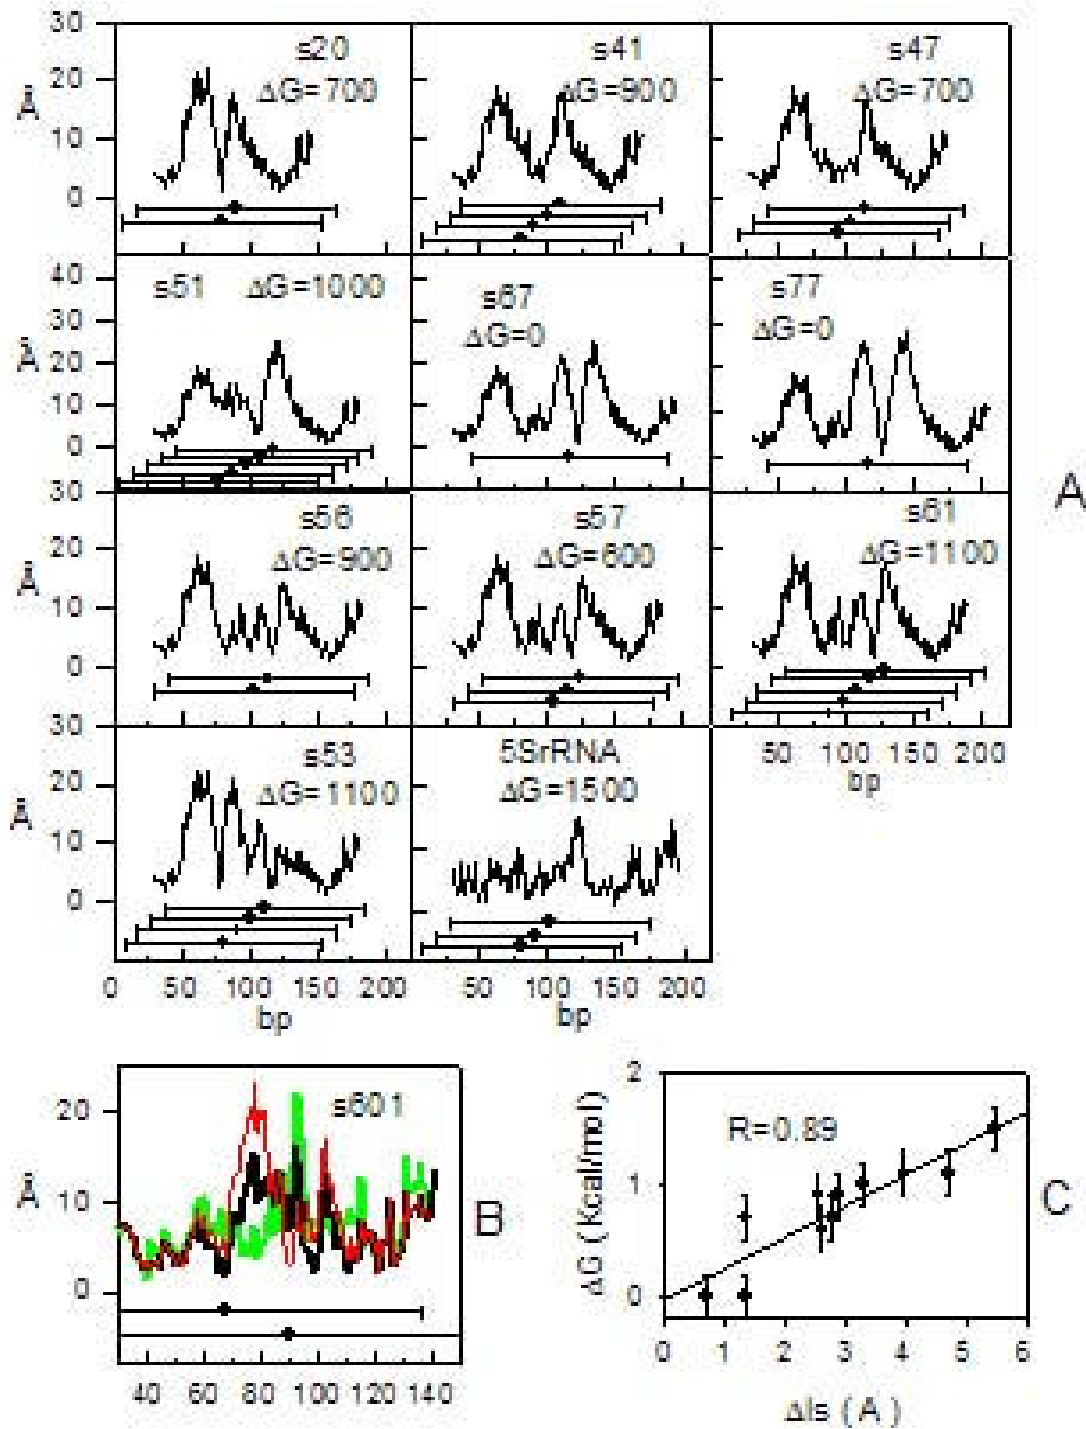 30
20
10
0
Å
s20
ΔG=700
s41
ΔG=900
s47
ΔG=700
40
30
20
10
0
Å
s51 ΔG=1000
s67
ΔG=0
s77
ΔG=0
A
30
20
10
0
Å
s56
ΔG=900
s57
ΔG=600
s61
ΔG=1100
50 100 150 200
bp
30
20
10
0
Å
s53
ΔG=1100
5SrRNA
ΔG=1500
0 50 100 150 200
bp
50 100 150 200
bp
20
10
0
Å
s601
B
40 60 80 100 120 140
2
1
0
ΔG (Kcal/mol)
R=0.89
C
0 1 2 3 4 5 6
ΔIs (A)